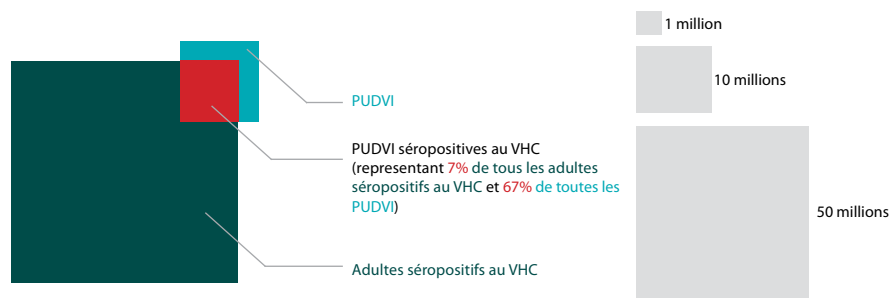 PUDVI
PUDVI séropositives au VHC
(representant 7% de tous les adultes
séropositifs au VHC et 67% de toutes les
PUDVI)
Adultes séropositifs au VHC
1 million
10 millions
50 millions